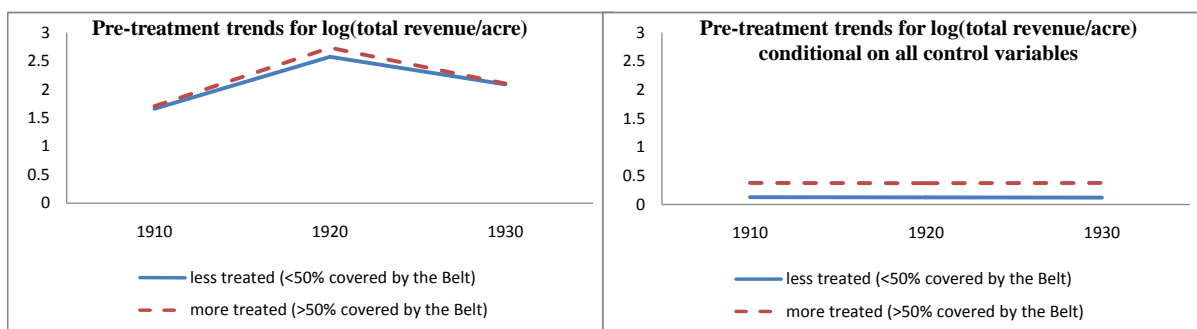 Pre-treatment trends for log(total revenue/acre)
3
2.5
2
1.5
1
0.5
0
1910
1920
1930
less treated (<50% covered by the Belt)
more treated (>50% covered by the Belt)
Pre-treatment trends for log(total revenue/acre)
conditional on all control variables
3
2.5
2
1.5
1
0.5
0
1910
1920
1930
less treated (<50% covered by the Belt)
more treated (>50% covered by the Belt)